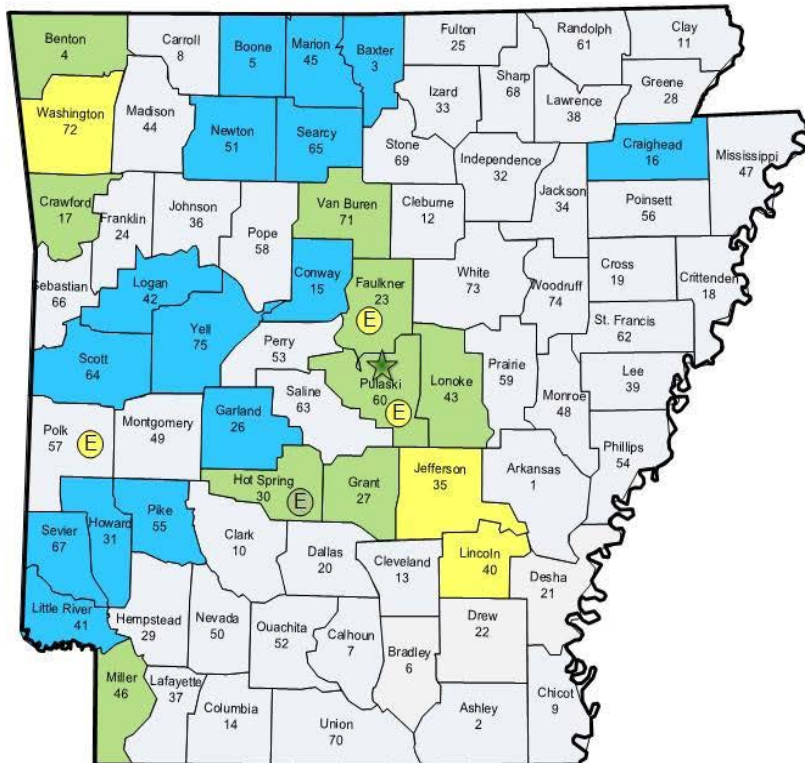 Benton
4
Carroll
8
Boone
5
Marion
45
Baxter
3
Fulton
25
Randolph
61
Clay
11
Washington
72
Madison
44
Newton
51
Searcy
65
Izard
33
Sharp
68
Lawrence
38
Greene
28
Stone
69
Independence
32
Craighead
16
Mississippi
47
Crawford
17
Franklin
24
Johnson
36
Pope
58
Van Buren
71
Cleburne
12
Jackson
34
Poinsett
56
Sebastian
66
Logan
42
Conway
15
Faulkner
23
E
White
73
Woodruff
74
Cross
19
Crittenden
18
St. Francis
62
Scott
64
Yell
75
Perry
53
Saline
63
Pulaski
60
E
Lonoke
43
Prairie
59
Monroe
48
Lee
39
Phillips
54
Polk
57
E
Montgomery
49
Garland
26
Hot Spring
30
E
Grant
27
Jefferson
35
Arkansas
1
Sevier
67
Howard
31
Pike
55
Clark
10
Dallas
20
Cleveland
13
Lincoln
40
Desha
21
Little River
41
Hempstead
29
Nevada
50
Ouachita
52
Calhoun
7
Bradley
6
Drew
22
Miller
46
Lafayette
37
Columbia
14
Union
70
Ashley
2
Chicot
9